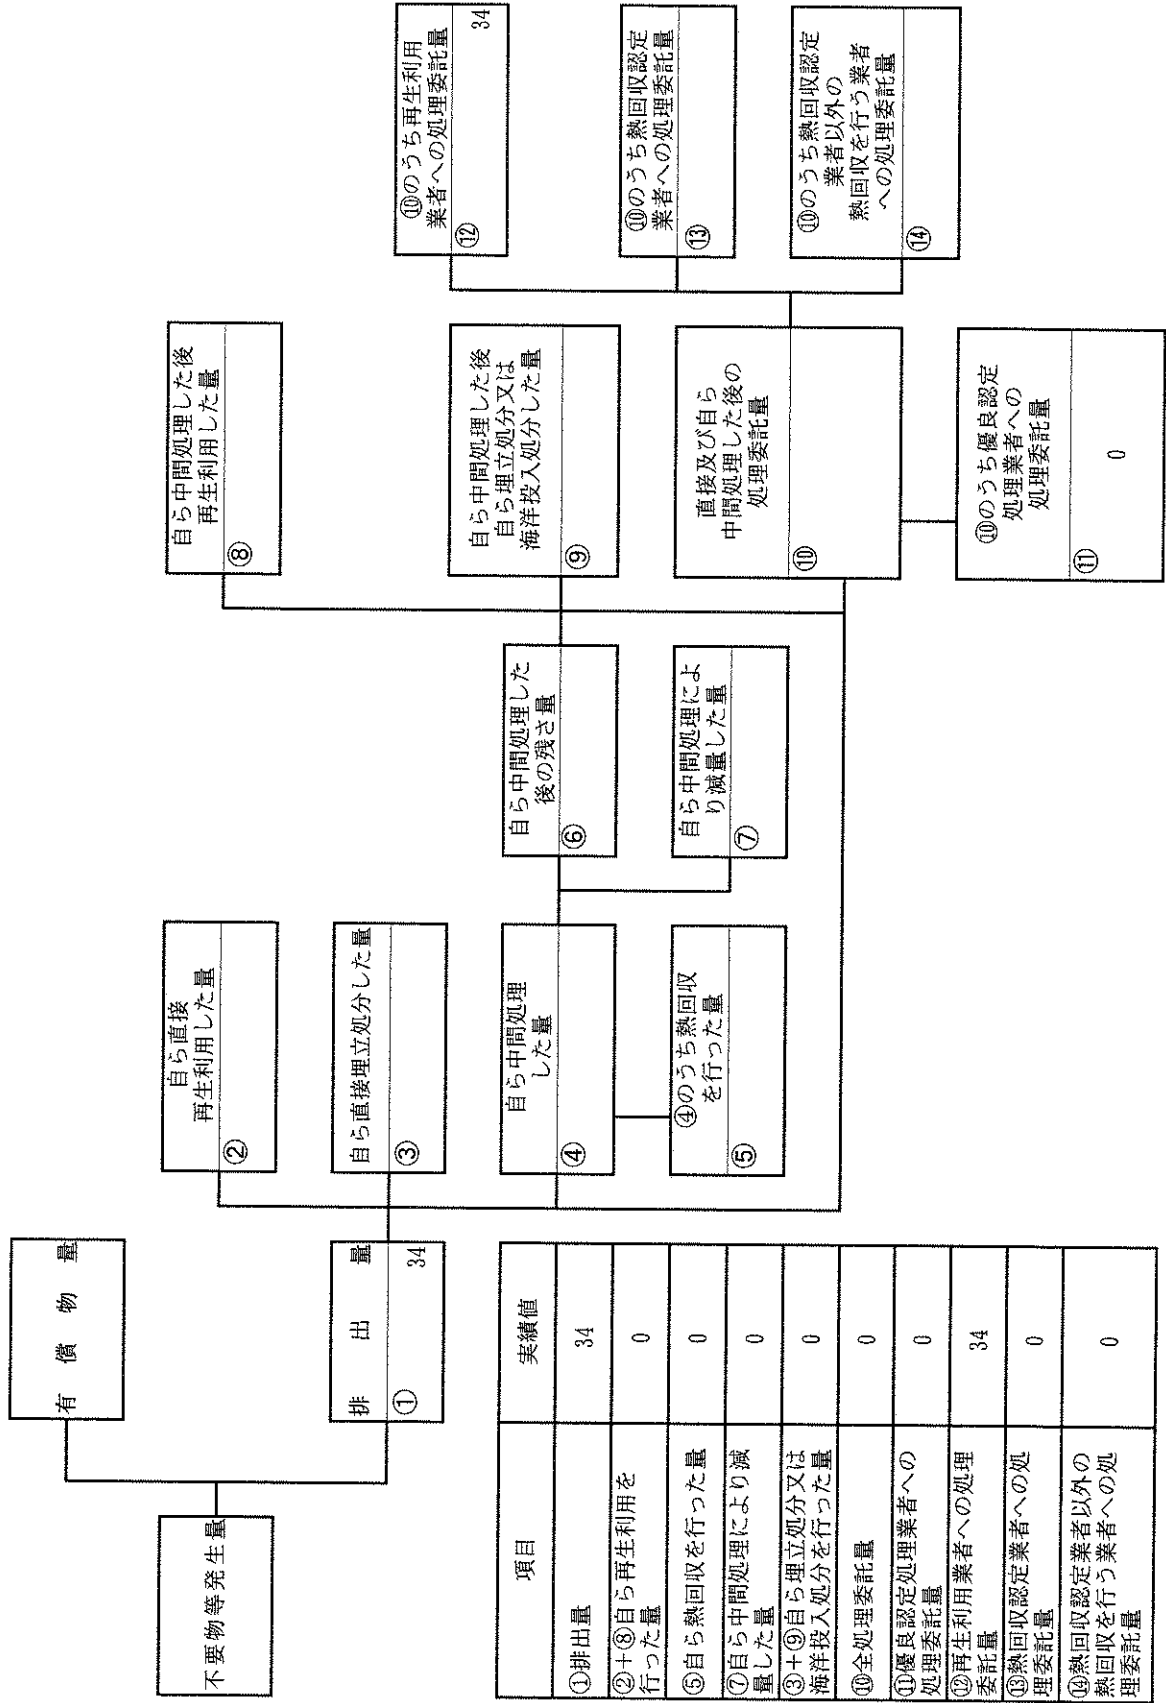 不要物等発生量
有償物量
排出量
①
34
自ら直接
再生利用した量
②
自ら直接埋立処分した量
③
自ら中間処理
した量
④
④のうち熱回収
を行った量
⑤
自ら中間処理した
後の残さ量
⑥
自ら中間処理によ
り減量した量
⑦
自ら中間処理した後
再生利用した量
⑧
自ら中間処理した後
自ら埋立処分又は
海洋投入処分した量
⑨
直接及び自ら
中間処理した後の
処理委託量
⑩
⑩のうち優良認定
処理業者への
処理委託量
⑪
0
⑩のうち再生利用
業者への処理委託量
⑫
34
⑩のうち熱回収認定
業者への処理委託量
⑬
⑩のうち熱回収認定
業者以外の
熱回収を行う業者
への処理委託量
⑭
項目 実績値
①排出量 34
②+⑧自ら再生利用を
行った量 0
⑤自ら熱回収を行った量 0
⑦自ら中間処理により減
量した量 0
③+⑨自ら埋立処分又は
海洋投入処分を行った量 0
⑩全処理委託量 0
⑪優良認定処理業者への
処理委託量 0
⑫再生利用業者への処理
委託量 34
⑬熱回収認定業者への処
理委託量 0
⑭熱回収認定業者以外の
熱回収を行う業者への処
理委託量 0